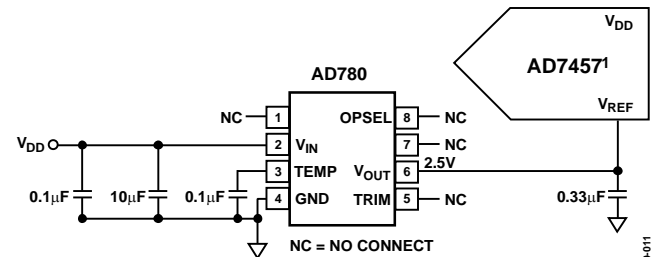 AD780
V_DD
AD7457¹
V_REF
NC 1 OPSEL 8 NC
V_DD 2 V_IN 7 NC
3 TEMP V_OUT 6 2.5V
4 GND TRIM 5 NC
0.1μF 10μF 0.1μF 0.33μF
NC = NO CONNECT